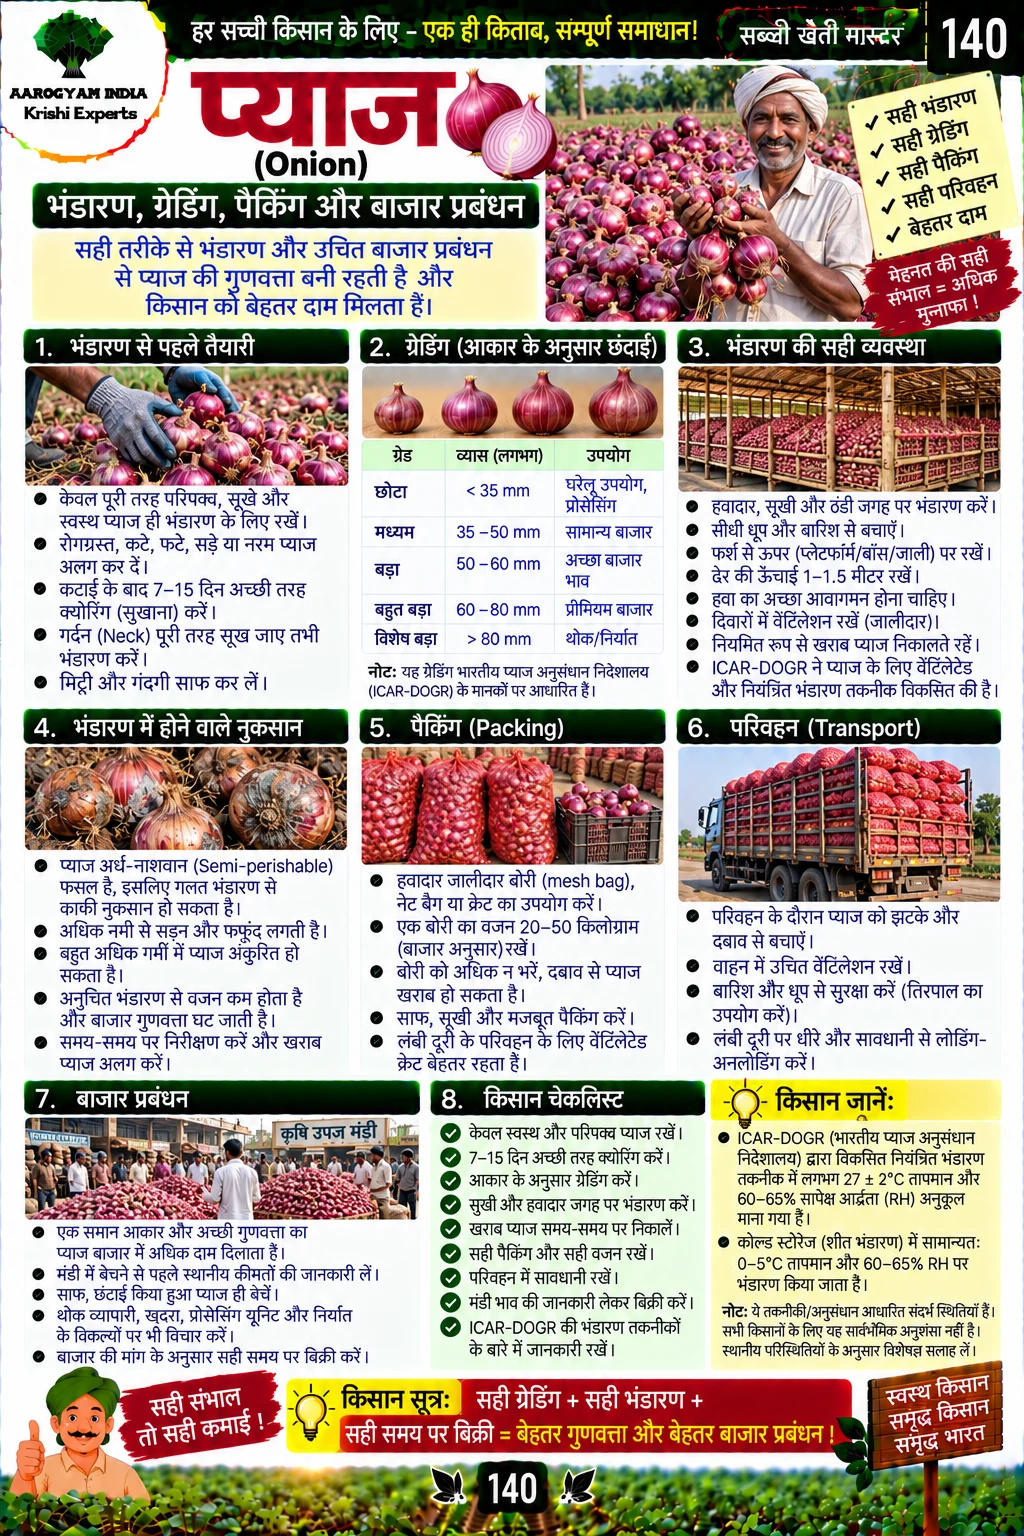 AAROGYAM INDIA
Krishi Experts
हर सच्ची किसान के लिए – एक ही किताब, सम्पूर्ण समाधान!
सब्जी खेती मास्टर
140
प्याज
(Onion)
भंडारण, ग्रेडिंग, पैकिंग और बाजार प्रबंधन
सही तरीके से भंडारण और उचित बाजार प्रबंधन
से प्याज की गुणवत्ता बनी रहती है और
किसान को बेहतर दाम मिलता हैं।
✓ सही भंडारण
✓ सही ग्रेडिंग
✓ सही पैकिंग
✓ सही परिवहन
✓ बेहतर दाम
मेहनत की सही
संभाल = अधिक
मुनाफा !
1. भंडारण से पहले तैयारी
केवल पूरी तरह परिपक्व, सूखे और
स्वस्थ प्याज ही भंडारण के लिए रखें।
रोगग्रस्त, कटे, फटे, सड़े या नरम प्याज
अलग कर दें।
कटाई के बाद 7–15 दिन अच्छी तरह
क्योरिंग (सुखाना) करें।
गर्दन (Neck) पूरी तरह सूख जाए तभी
भंडारण करें।
मिट्टी और गंदगी साफ कर लें।
2. ग्रेडिंग (आकार के अनुसार छंदाई)
ग्रेड व्यास (लगभग) उपयोग
छोटा < 35 mm घरेलू उपयोग,
प्रोसेसिंग
मध्यम 35 – 50 mm सामान्य बाजार
बड़ा 50 – 60 mm अच्छा बाजार
भाव
बहुत बड़ा 60 – 80 mm प्रीमियम बाजार
विशेष बड़ा > 80 mm थोक/निर्यात
नोट: यह ग्रेडिंग भारतीय प्याज अनुसंधान निदेशालय
(ICAR-DOGR) के मानकों पर आधारित हैं।
3. भंडारण की सही व्यवस्था
हवादार, सूखी और ठंडी जगह पर भंडारण करें।
सीधी धूप और बारिश से बचाएँ।
फर्श से ऊपर (प्लेटफॉर्म/बाँस/जाली) पर रखें।
ढेर की ऊँचाई 1–1.5 मीटर रखें।
हवा का अच्छा आवागमन होना चाहिए।
दिवारों में वेंटिलेशन रखें (जालीदार)।
नियमित रूप से खराब प्याज निकालते रहें।
ICAR-DOGR ने प्याज के लिए वेंटिलेटेड
और नियंत्रित भंडारण तकनीक विकसित की है।
4. भंडारण में होने वाले नुकसान
प्याज अर्ध-नाशवान (Semi-perishable)
फसल है, इसलिए गलत भंडारण से
काफी नुकसान हो सकता है।
अधिक नमी से सड़न और फफूंद लगती है।
बहुत अधिक गर्मी में प्याज अंकुरित हो
सकता है।
अनुचित भंडारण से वजन कम होता है
और बाजार गुणवत्ता घट जाती है।
समय-समय पर निरीक्षण करें और खराब
प्याज अलग करें।
5. पैकिंग (Packing)
हवादार जालीदार बोरी (mesh bag),
नेट बैग या क्रेट का उपयोग करें।
एक बोरी का वजन 20–50 किलोग्राम
(बाजार अनुसार) रखें।
बोरी को अधिक न भरें, दबाव से प्याज
खराब हो सकता है।
साफ, सूखी और मजबूत पैकिंग करें।
लंबी दूरी के परिवहन के लिए वेंटिलेटेड
क्रेट बेहतर रहता हैं।
6. परिवहन (Transport)
परिवहन के दौरान प्याज को झटके और
दबाव से बचाएँ।
वाहन में उचित वेंटिलेशन रखें।
बारिश और धूप से सुरक्षा करें (तिरपाल का
उपयोग करें)।
लंबी दूरी पर धीरे और सावधानी से लोडिंग-
अनलोडिंग करें।
7. बाजार प्रबंधन
कृषि उपज मंडी
एक समान आकार और अच्छी गुणवत्ता का
प्याज बाजार में अधिक दाम दिलाता हैं।
मंडी में बेचने से पहले स्थानीय कीमतों की जानकारी लें।
साफ, छंटाई किया हुआ प्याज ही बेचें।
थोक व्यापारी, खुदरा, प्रोसेसिंग यूनिट और निर्यात
के विकल्पों पर भी विचार करें।
बाजार की मांग के अनुसार सही समय पर बिक्री करें।
8. किसान चेकलिस्ट
केवल स्वस्थ और परिपक्व प्याज रखें।
7–15 दिन अच्छी तरह क्योरिंग करें।
आकार के अनुसार ग्रेडिंग करें।
सुखी और हवादार जगह पर भंडारण करें।
खराब प्याज समय-समय पर निकालें।
सही पैकिंग और सही वजन रखें।
परिवहन में सावधानी रखें।
मंडी भाव की जानकारी लेकर बिक्री करें।
ICAR-DOGR की भंडारण तकनीकों
के बारे में जानकारी रखें।
किसान जानें:
ICAR-DOGR (भारतीय प्याज अनुसंधान
निदेशालय) द्वारा विकसित नियंत्रित भंडारण
तकनीक में लगभग 27 ± 2°C तापमान और
60–65% सापेक्ष आर्द्रता (RH) अनुकूल
माना गया है।
कोल्ड स्टोरेज (शीत भंडारण) में सामान्यतः
0–5°C तापमान और 60–65% RH पर
भंडारण किया जाता हैं।
नोट: ये तकनीकी/अनुसंधान आधारित संदर्भ स्थितियाँ हैं।
सभी किसानों के लिए यह सार्वभौमिक अनुशंसा नहीं है।
स्थानीय परिस्थितियों के अनुसार विशेषज्ञ सलाह लें।
सही संभाल
तो सही कमाई !
किसान सूत्र: सही ग्रेडिंग + सही भंडारण +
सही समय पर बिक्री = बेहतर गुणवत्ता और बेहतर बाजार प्रबंधन !
स्वस्थ किसान
समृद्ध किसान
समृद्ध भारत
140